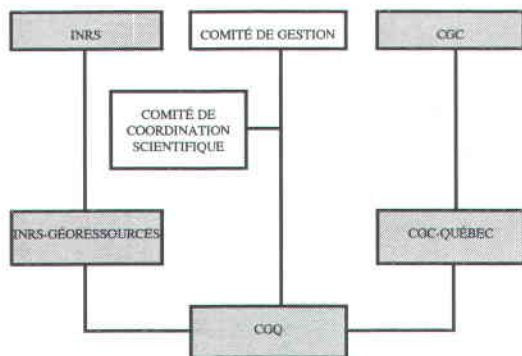 INRS
COMITÉ DE GESTION
CGC
COMITÉ DE
COORDINATION
SCIENTIFIQUE
INRS-GÉORESSOURCES
CGC-QUÉBEC
CGQ